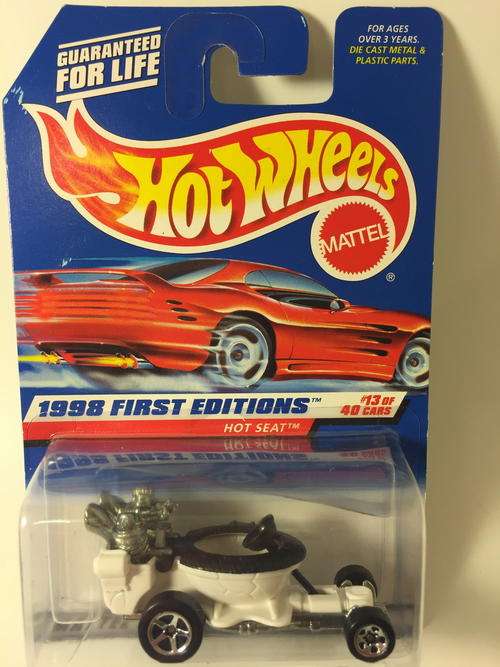 GUARANTEED
FOR LIFE
FOR AGES
OVER 3 YEARS.
DIE CAST METAL &
PLASTIC PARTS.
HOT WHEELS
MATTEL
®
1998 FIRST EDITIONS™
#13 OF
40 CARS
HOT SEAT™